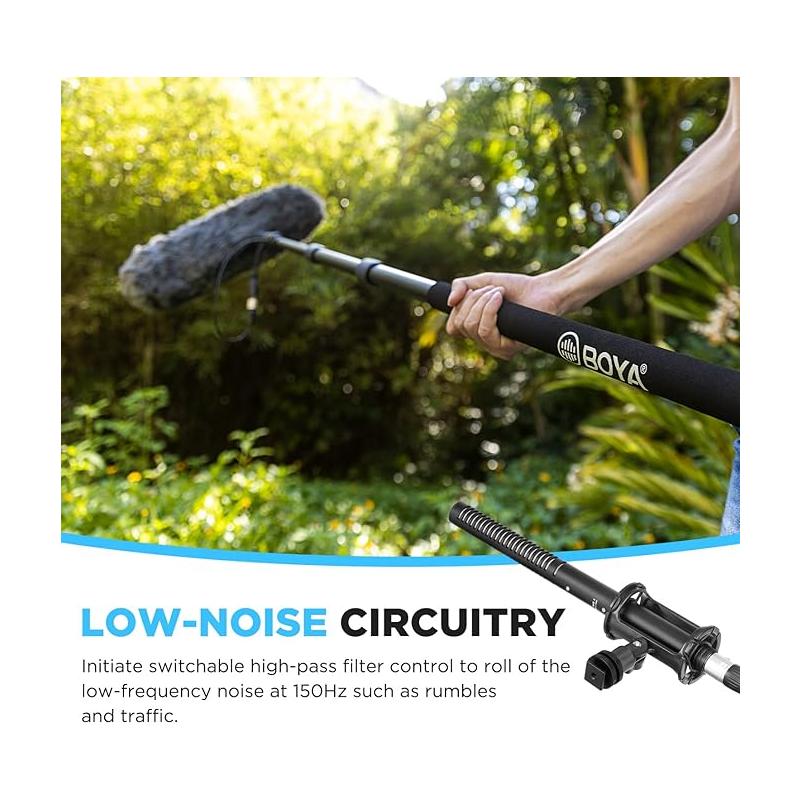 BOYA®
LOW-NOISE CIRCUITRY
Initiate switchable high-pass filter control to roll of the
low-frequency noise at 150Hz such as rumbles
and traffic.